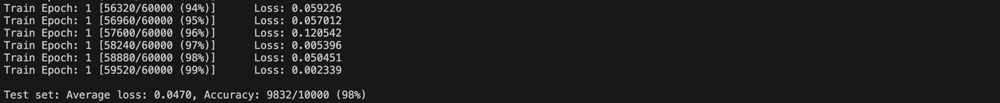 Train Epoch: 1 [56320/60000 (94%)]	Loss: 0.059226
Train Epoch: 1 [56960/60000 (95%)]	Loss: 0.057012
Train Epoch: 1 [57600/60000 (96%)]	Loss: 0.120542
Train Epoch: 1 [58240/60000 (97%)]	Loss: 0.005396
Train Epoch: 1 [58880/60000 (98%)]	Loss: 0.050451
Train Epoch: 1 [59520/60000 (99%)]	Loss: 0.002339
Test set: Average loss: 0.0470, Accuracy: 9832/10000 (98%)